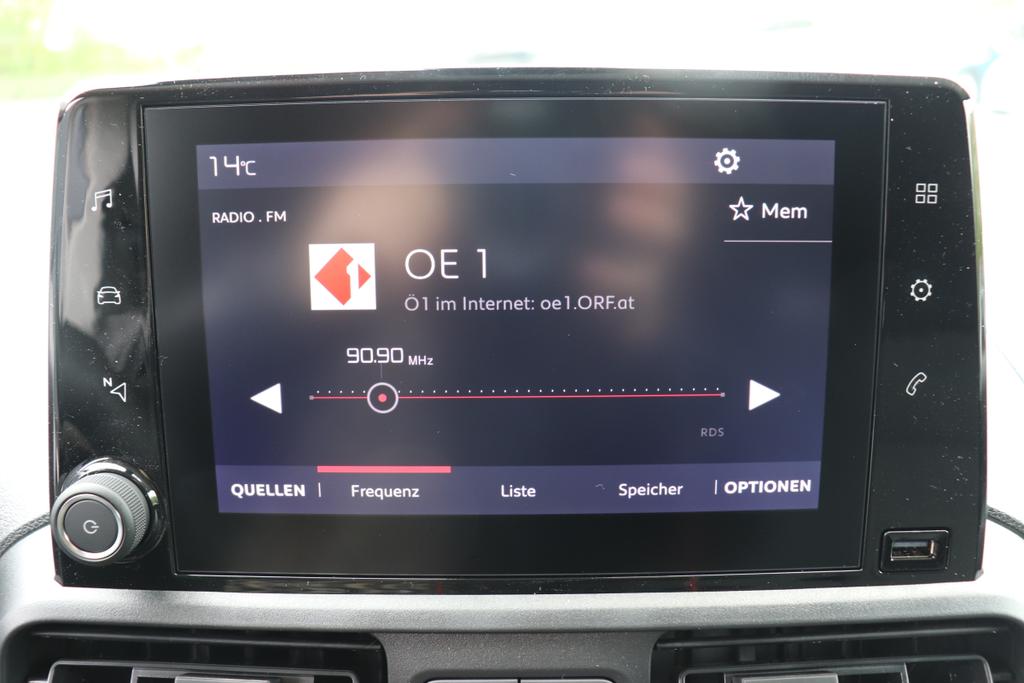 14°C
RADIO . FM
Mem
1
OE 1
Ö1 im Internet: oe1.ORF.at
90.90 MHz
N
RDS
QUELLEN | Frequenz Liste Speicher | OPTIONEN